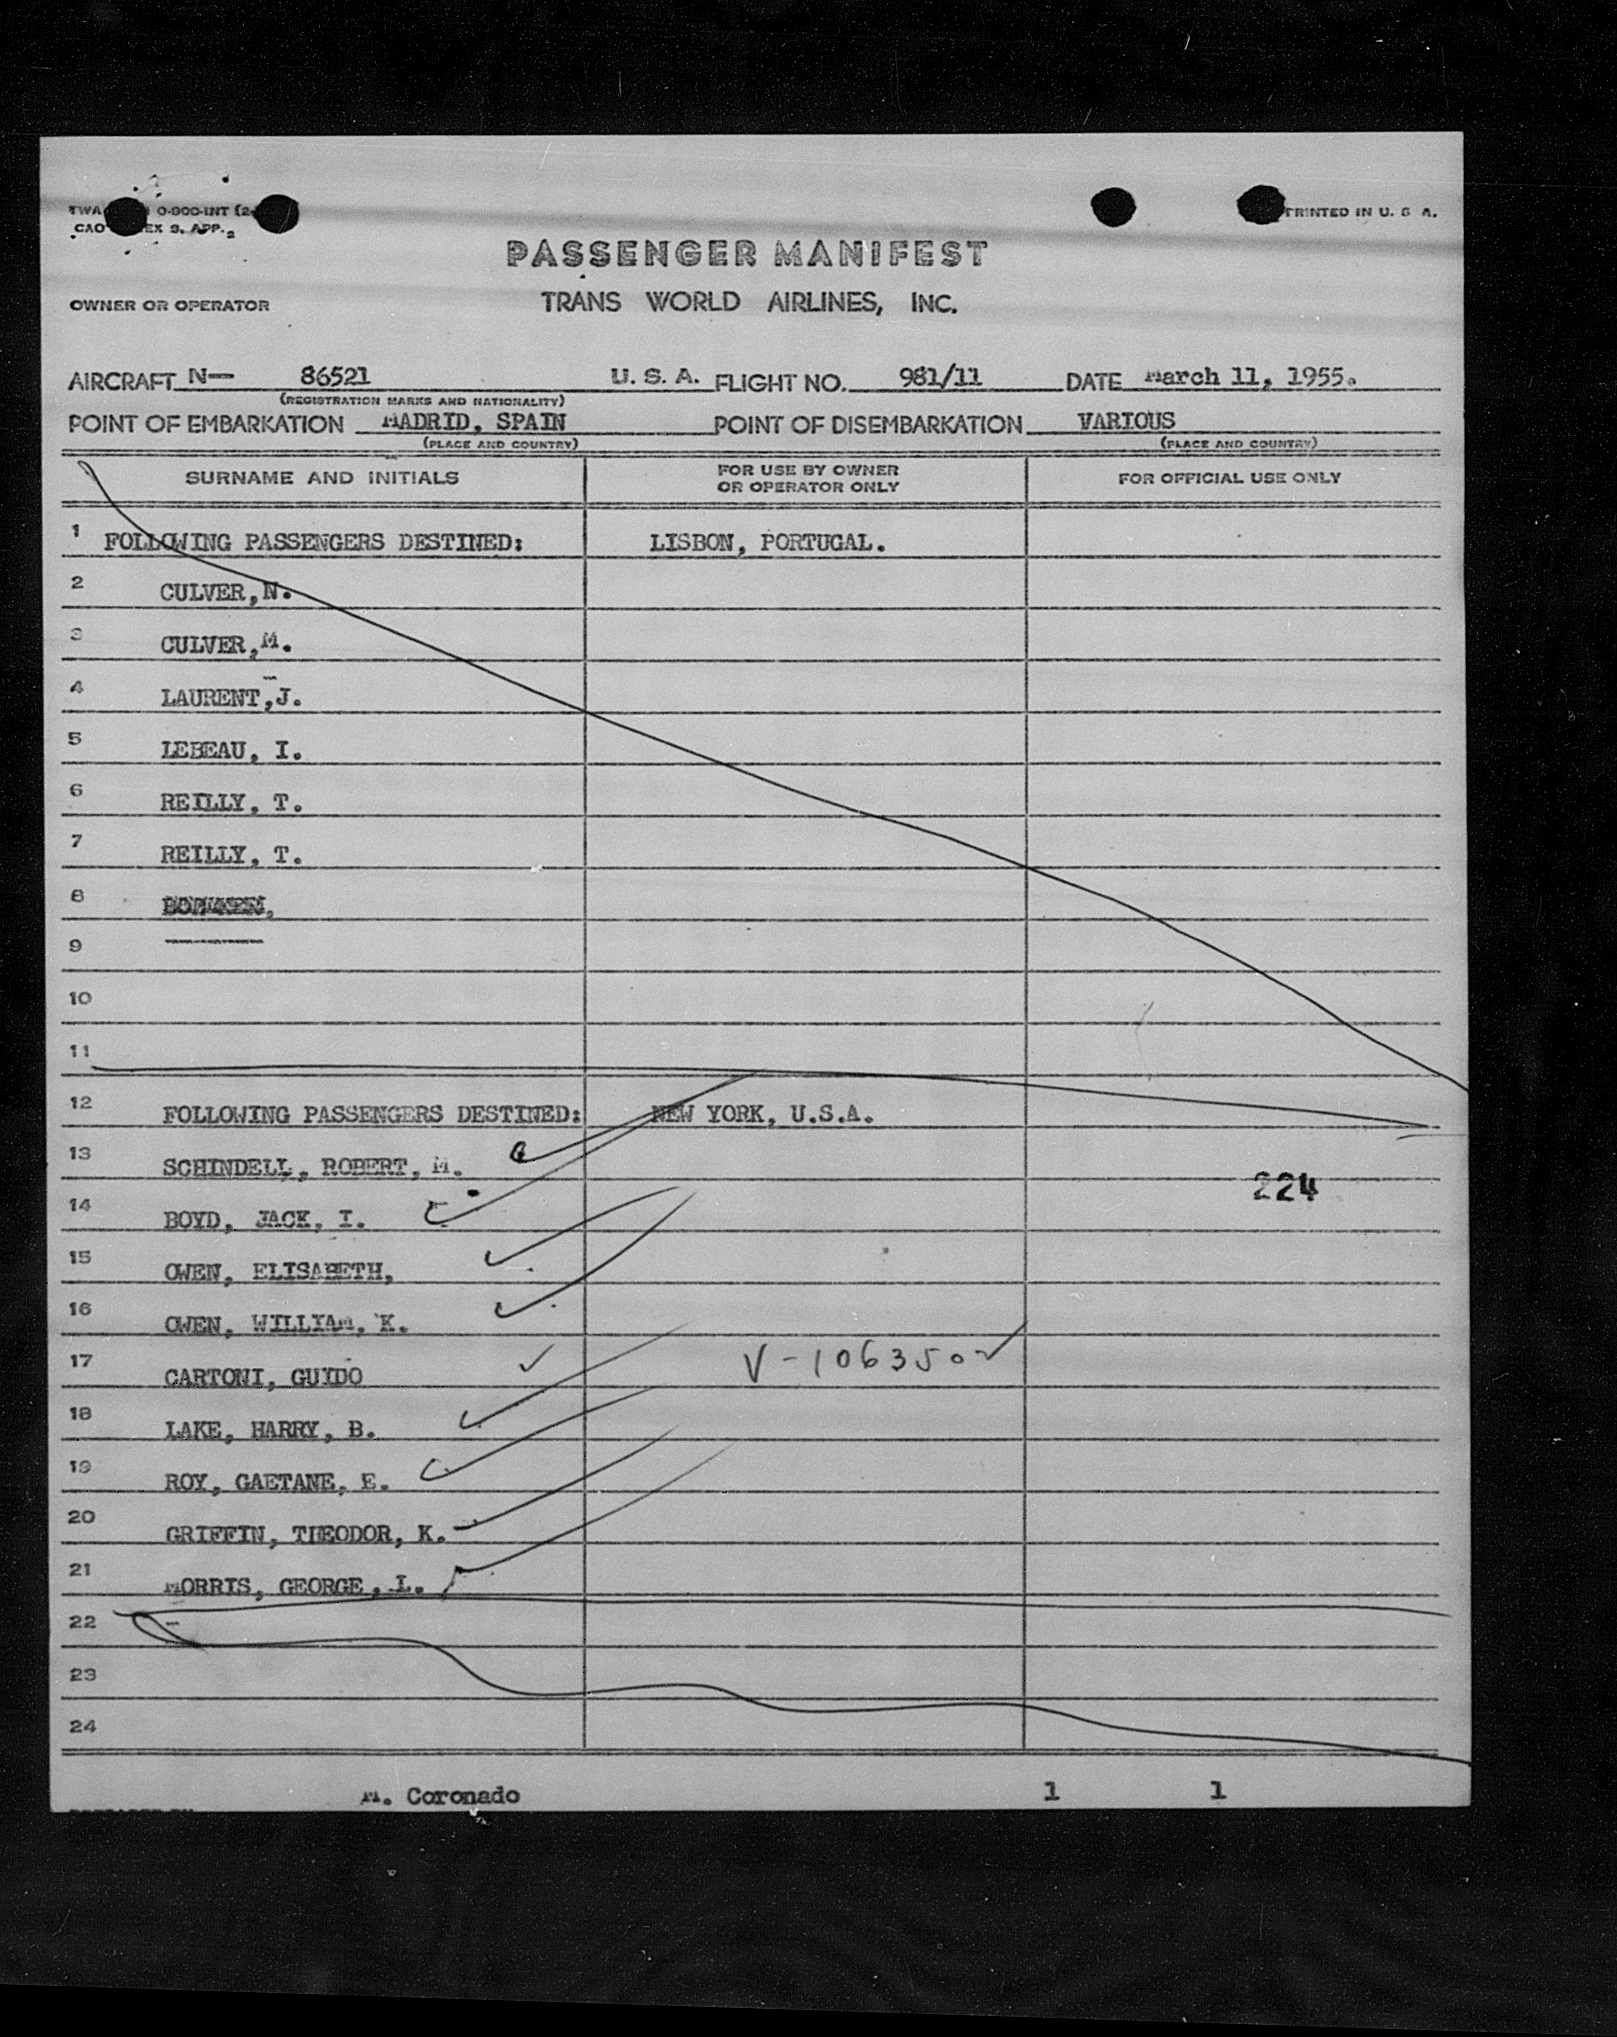 PRINTED IN U. S. A.
PASSENGER MANIFEST
OWNER OR OPERATOR TRANS WORLD AIRLINES, INC.
AIRCRAFT N— 86521 U. S. A. FLIGHT NO. 981/11 DATE March 11, 1955.
(REGISTRATION MARKS AND NATIONALITY)
POINT OF EMBARKATION MADRID, SPAIN POINT OF DISEMBARKATION VARIOUS
(PLACE AND COUNTRY) (PLACE AND COUNTRY)
SURNAME AND INITIALS FOR USE BY OWNER OR OPERATOR ONLY FOR OFFICIAL USE ONLY
1 FOLLOWING PASSENGERS DESTINED: LISBON, PORTUGAL.
2 CULVER,N.
3 CULVER,M.
4 LAURENT,J.
5 LEBEAU, I.
6 REILLY, T.
7 REILLY, T.
8
9
10
11
12 FOLLOWING PASSENGERS DESTINED: NEW YORK, U.S.A.
13 SCHINDELL, ROBERT, M.
224
14 BOYD, JACK, I.
15 OWEN, ELISABETH,
16 OWEN, WILLIAM, K.
17 CARTONI, GUIDO ✓ V-106350 ✓
18 LAKE, HARRY, B.
19 ROY, GAETANE, E.
20 GRIFFIN, THEODOR, K.
21 MORRIS, GEORGE, L.
22
23
24
M. Coronado 1 1